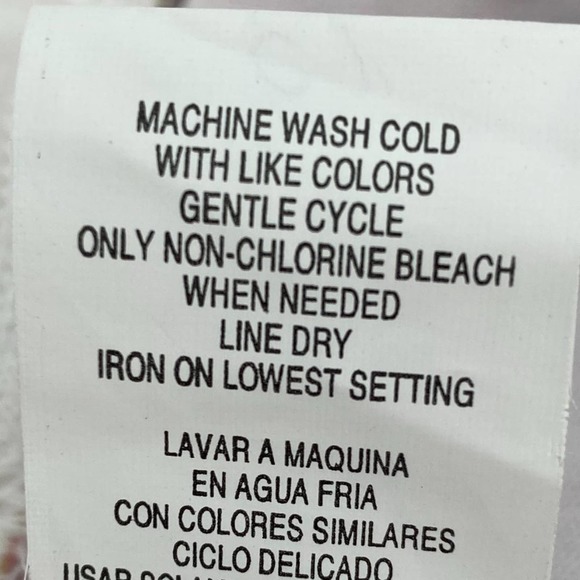 MACHINE WASH COLD
WITH LIKE COLORS
GENTLE CYCLE
ONLY NON-CHLORINE BLEACH
WHEN NEEDED
LINE DRY
IRON ON LOWEST SETTING
LAVAR A MAQUINA
EN AGUA FRIA
CON COLORES SIMILARES
CICLO DELICADO
USAR